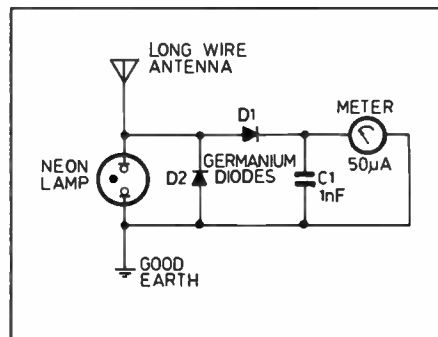 LONG WIRE
ANTENNA
D1
METER
NEON
LAMP
D2
GERMANIUM
DIODES
C1
1nF
50µA
GOOD
EARTH